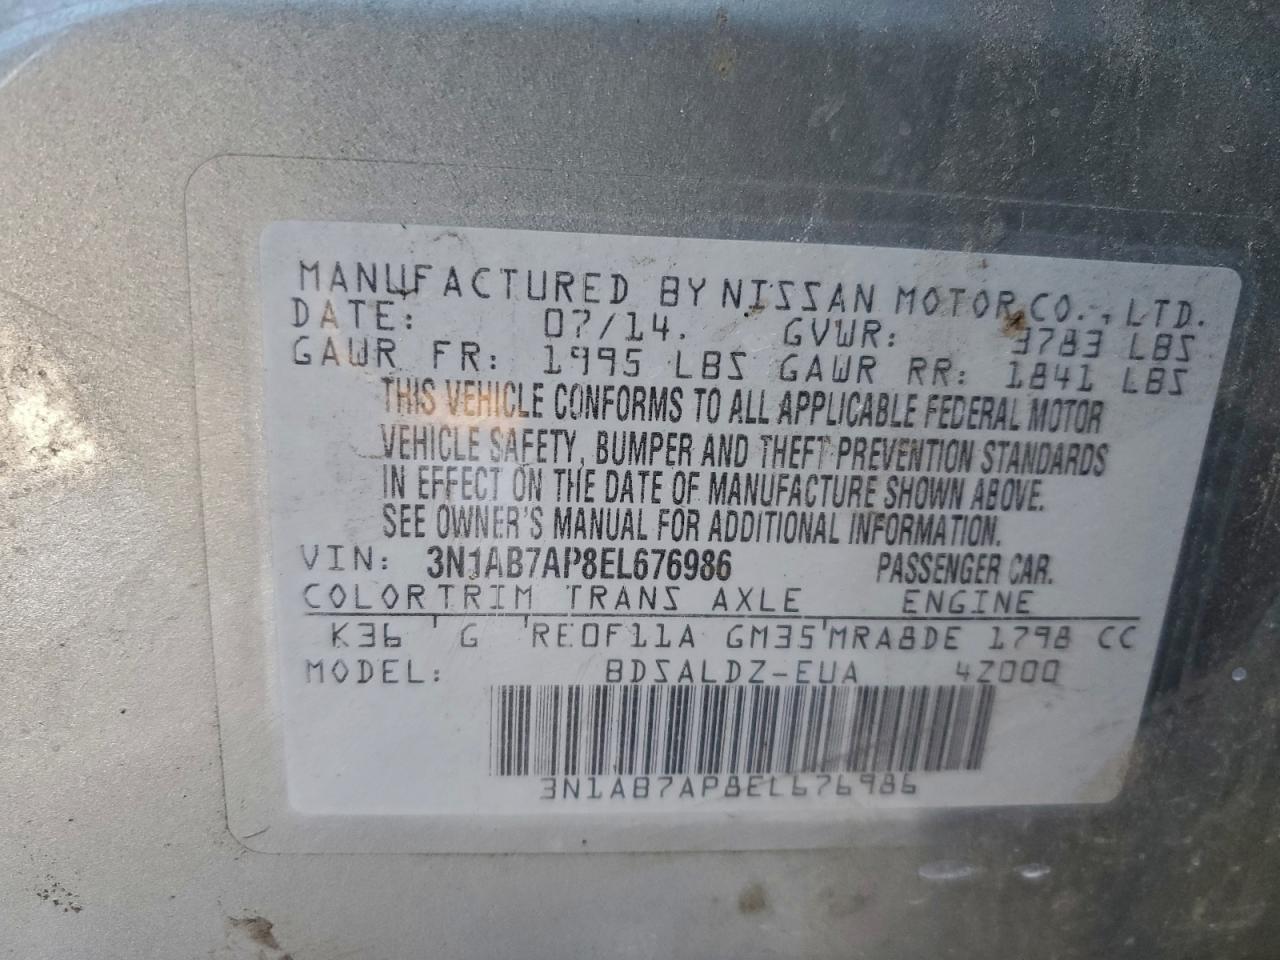 MANUFACTURED BY NISSAN MOTOR CO., LTD.
DATE: 07/14. GVWR: 3783 LBS
GAWR FR: 1995 LBS GAWR RR: 1841 LBS
THIS VEHICLE CONFORMS TO ALL APPLICABLE FEDERAL MOTOR
VEHICLE SAFETY, BUMPER AND THEFT PREVENTION STANDARDS
IN EFFECT ON THE DATE OF MANUFACTURE SHOWN ABOVE.
SEE OWNER'S MANUAL FOR ADDITIONAL INFORMATION.
VIN: 3N1AB7AP8EL676986 PASSENGER CAR.
COLOR TRIM TRANS AXLE ENGINE
K36 ' G 'RE0F11A GM35'MRA8DE 1798 CC
MODEL: BDSALDZ-EUA 4Z000
3N1AB7AP8EL676986